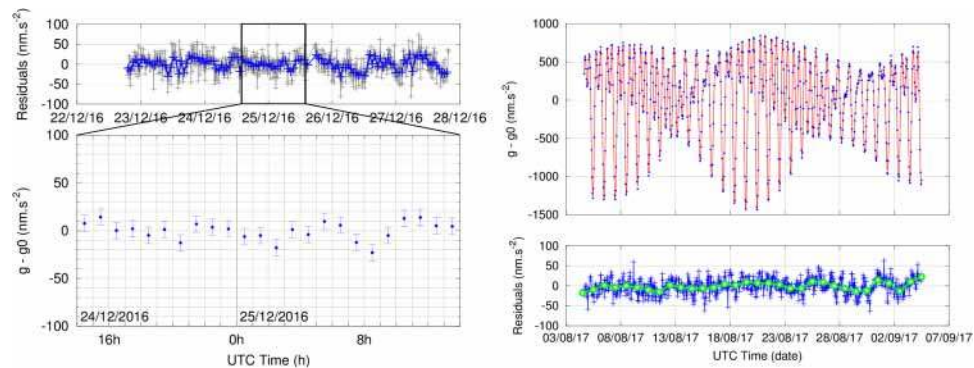 Residuals (nm.s-2)
100
50
0
-50
-100
22/12/16 23/12/16 24/12/16 25/12/16 26/12/16 27/12/16 28/12/16
g - g0 (nm.s-2)
100
50
0
-50
-100
24/12/2016 25/12/2016
16h 0h 8h
UTC Time (h)
g - g0 (nm.s-2)
1000
500
0
-500
-1000
-1500
Residuals (nm.s-2)
100
50
0
-50
-100
03/08/17 08/08/17 13/08/17 18/08/17 23/08/17 28/08/17 02/09/17 07/09/17
UTC Time (date)